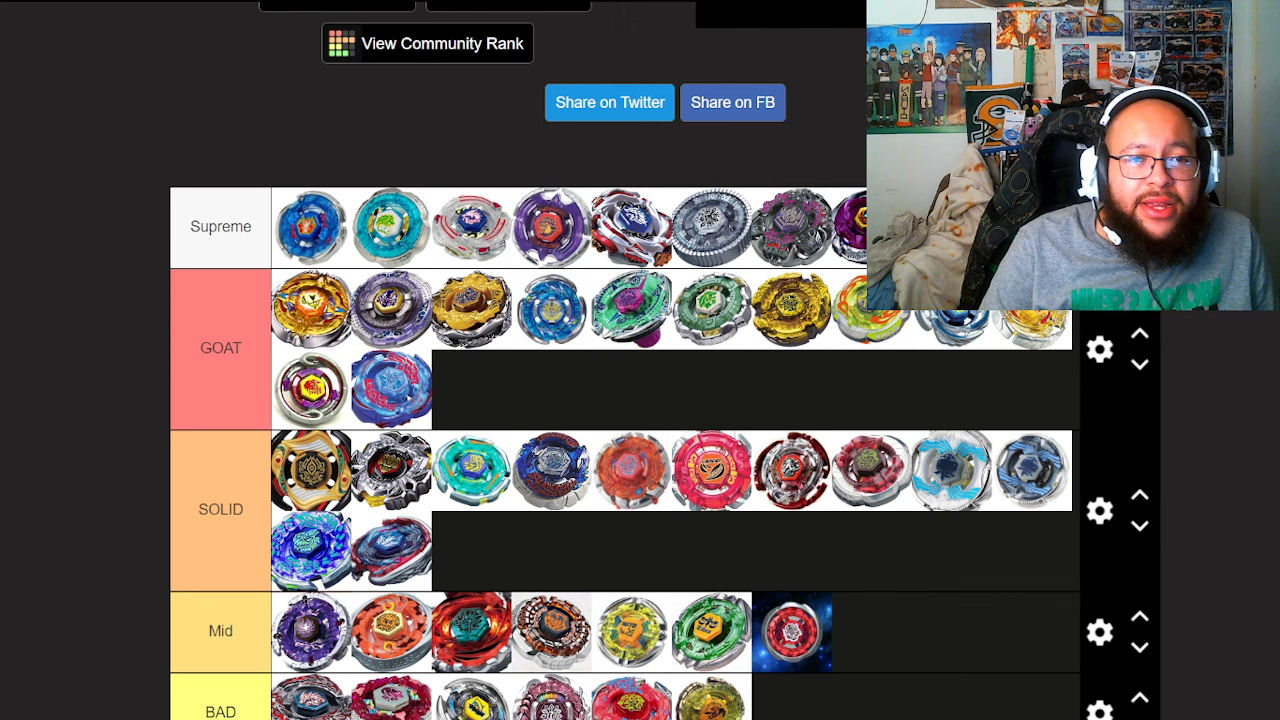 View Community Rank
Share on Twitter
Share on FB
Supreme
GOAT
SOLID
Mid
BAD